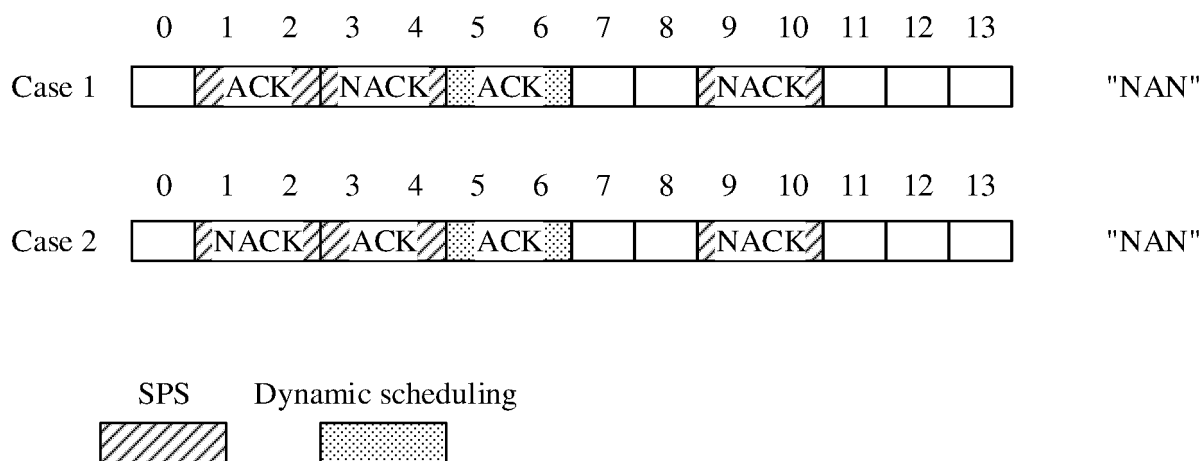 0 1 2 3 4 5 6 7 8 9 10 11 12 13
Case 1 ACK NACK ACK NACK "NAN"
0 1 2 3 4 5 6 7 8 9 10 11 12 13
Case 2 NACK ACK ACK NACK "NAN"
SPS Dynamic scheduling